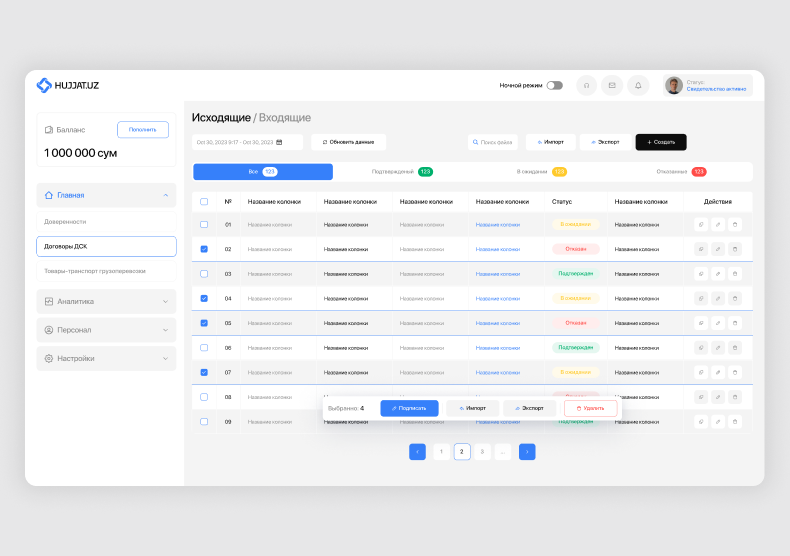 HUJJAT.UZ
Ночной режим
Статус:
Свидетельство активно
Балланс
Пополнить
1 000 000 сум
Главная
Доверенности
Договоры ДСК
Товары-транспорт грузоперевозки
Аналитика
Персонал
Настройки
Исходящие / Входящие
Oct 30, 2023 9:17 - Oct 30, 2023
Обновить данные
Поиск файла
Импорт
Экспорт
+ Создать
Все 123
Подтвержденый 123
В ожидании 123
Отказанные 123
№ Название колонки Название колонки Название колонки Название колонки Статус Название колонки Действия
01 Название колонки Название колонки Название колонки Название колонки В ожидании Название колонки
02 Название колонки Название колонки Название колонки Название колонки Отказан Название колонки
03 Название колонки Название колонки Название колонки Название колонки Подтвержден Название колонки
04 Название колонки Название колонки Название колонки Название колонки В ожидании Название колонки
05 Название колонки Название колонки Название колонки Название колонки Отказан Название колонки
06 Название колонки Название колонки Название колонки Название колонки Подтвержден Название колонки
07 Название колонки Название колонки Название колонки Название колонки В ожидании Название колонки
08 Название колонки
Выбранно: 4
Подписать
Импорт
Экспорт
Удалить
09 Название колонки Название колонки Название колонки Название колонки Подтвержден Название колонки
1 2 3 ...